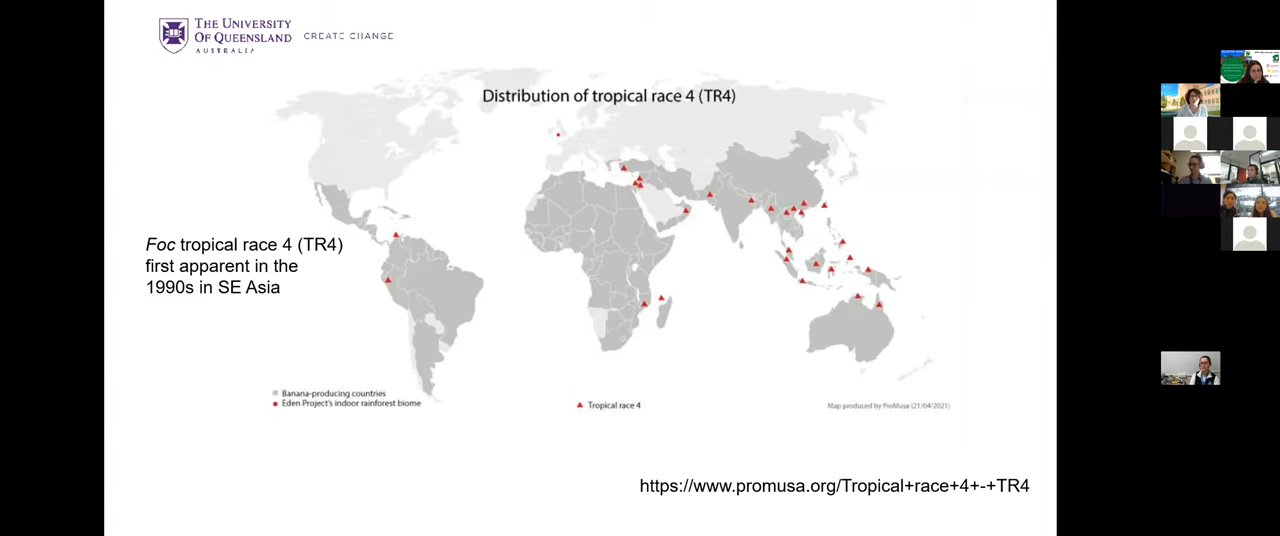 THE UNIVERSITY
OF QUEENSLAND
AUSTRALIA
CREATE CHANGE
Distribution of tropical race 4 (TR4)
Foc tropical race 4 (TR4)
first apparent in the
1990s in SE Asia
Banana-producing countries
Eden Project's indoor rainforest biome
Tropical race 4
Map produced by ProMusa (21/04/2021)
https://www.promusa.org/Tropical+race+4+-+TR4